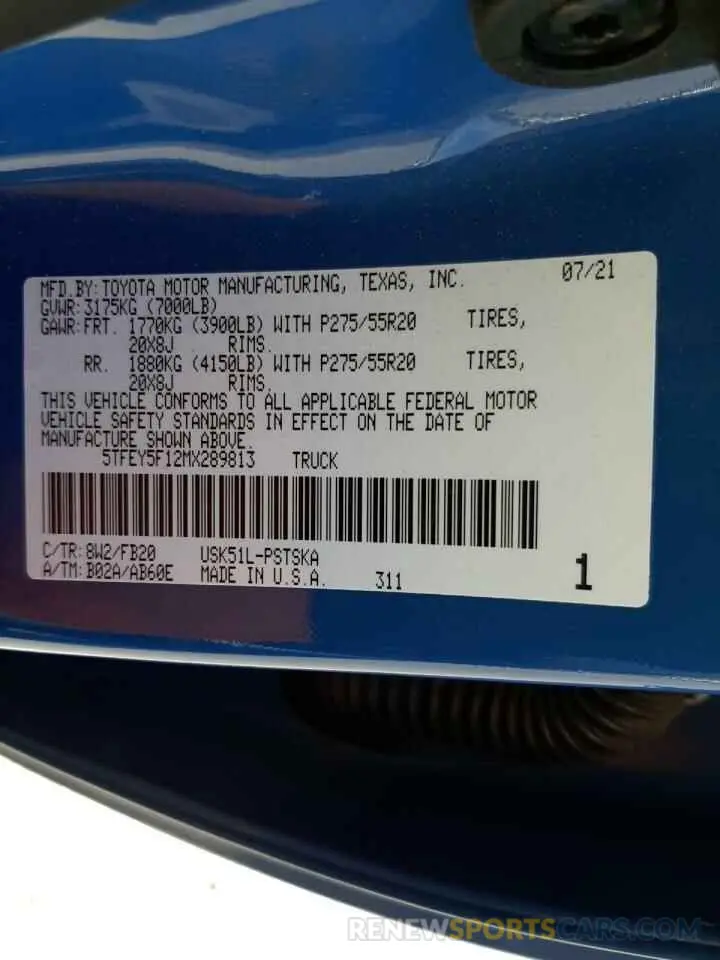 MFD.BY:TOYOTA MOTOR MANUFACTURING, TEXAS, INC. 07/21
GVWR:3175KG (7000LB)
GAWR:FRT. 1770KG (3900LB) WITH P275/55R20 TIRES,
20X8J RIMS.
RR. 1880KG (4150LB) WITH P275/55R20 TIRES,
20X8J RIMS.
THIS VEHICLE CONFORMS TO ALL APPLICABLE FEDERAL MOTOR
VEHICLE SAFETY STANDARDS IN EFFECT ON THE DATE OF
MANUFACTURE SHOWN ABOVE.
5TFEY5F12MX289813 TRUCK
C/TR:8W2/FB20 USK51L-PSTSKA
A/TM:B02A/AB60E MADE IN U.S.A. 311 1
RENEWSPORTSCARS.COM